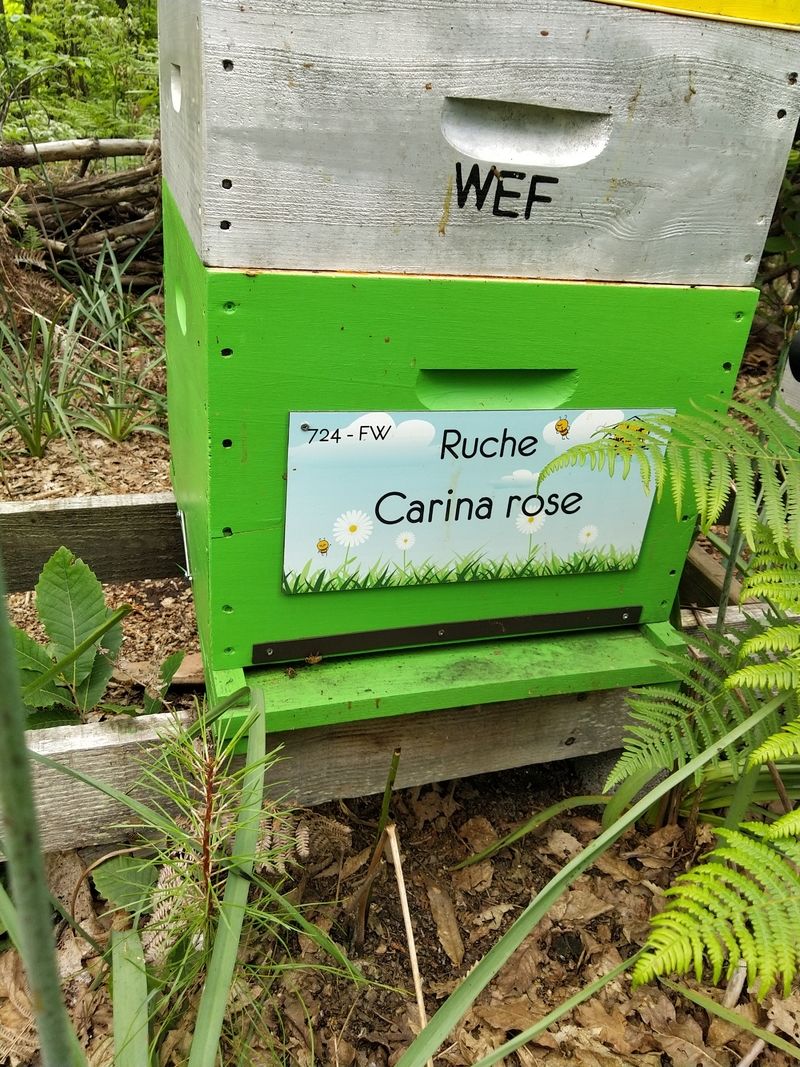 WEF
724 - FW
Ruche
Carina rose